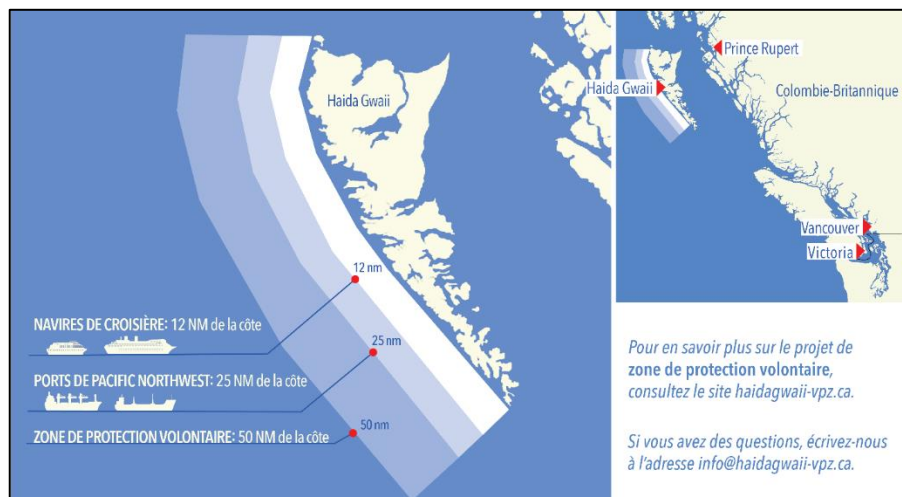 Haida Gwaii
12 nm
NAVIRES DE CROISIÈRE: 12 NM de la côte
25 nm
PORTS DE PACIFIC NORTHWEST: 25 NM de la côte
50 nm
ZONE DE PROTECTION VOLONTAIRE: 50 NM de la côte
Prince Rupert
Haida Gwaii
Colombie-Britannique
Vancouver
Victoria
Pour en savoir plus sur le projet de
zone de protection volontaire,
consultez le site haidagwaii-vpz.ca.
Si vous avez des questions, écrivez-nous
à l'adresse info@haidagwaii-vpz.ca.